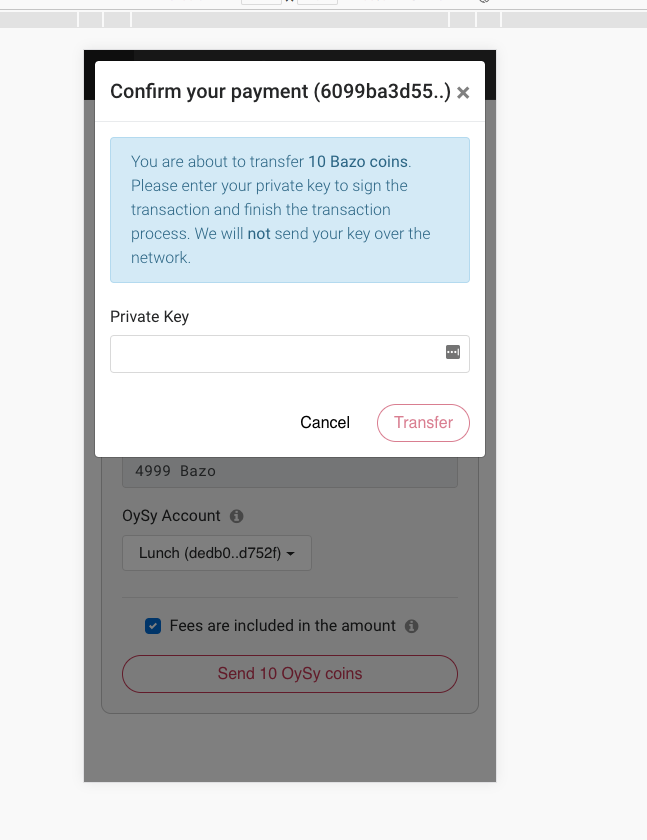 Confirm your payment (6099ba3d55..) ×
You are about to transfer 10 Bazo coins.
Please enter your private key to sign the
transaction and finish the transaction
process. We will not send your key over the
network.
Private Key
Cancel
Transfer
4999 Bazo
OySy Account
Lunch (dedb0..d752f)
Fees are included in the amount
Send 10 OySy coins